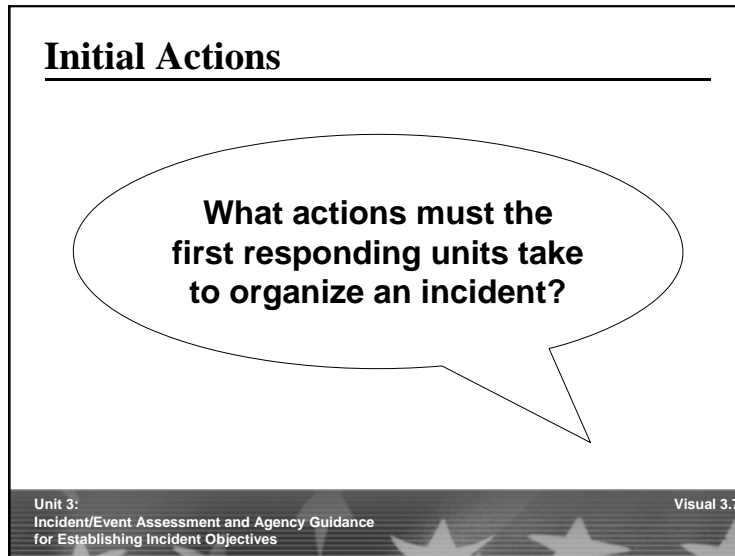 Initial Actions
What actions must the
first responding units take
to organize an incident?
Unit 3:
Visual 3.7
Incident/Event Assessment and Agency Guidance
for Establishing Incident Objectives